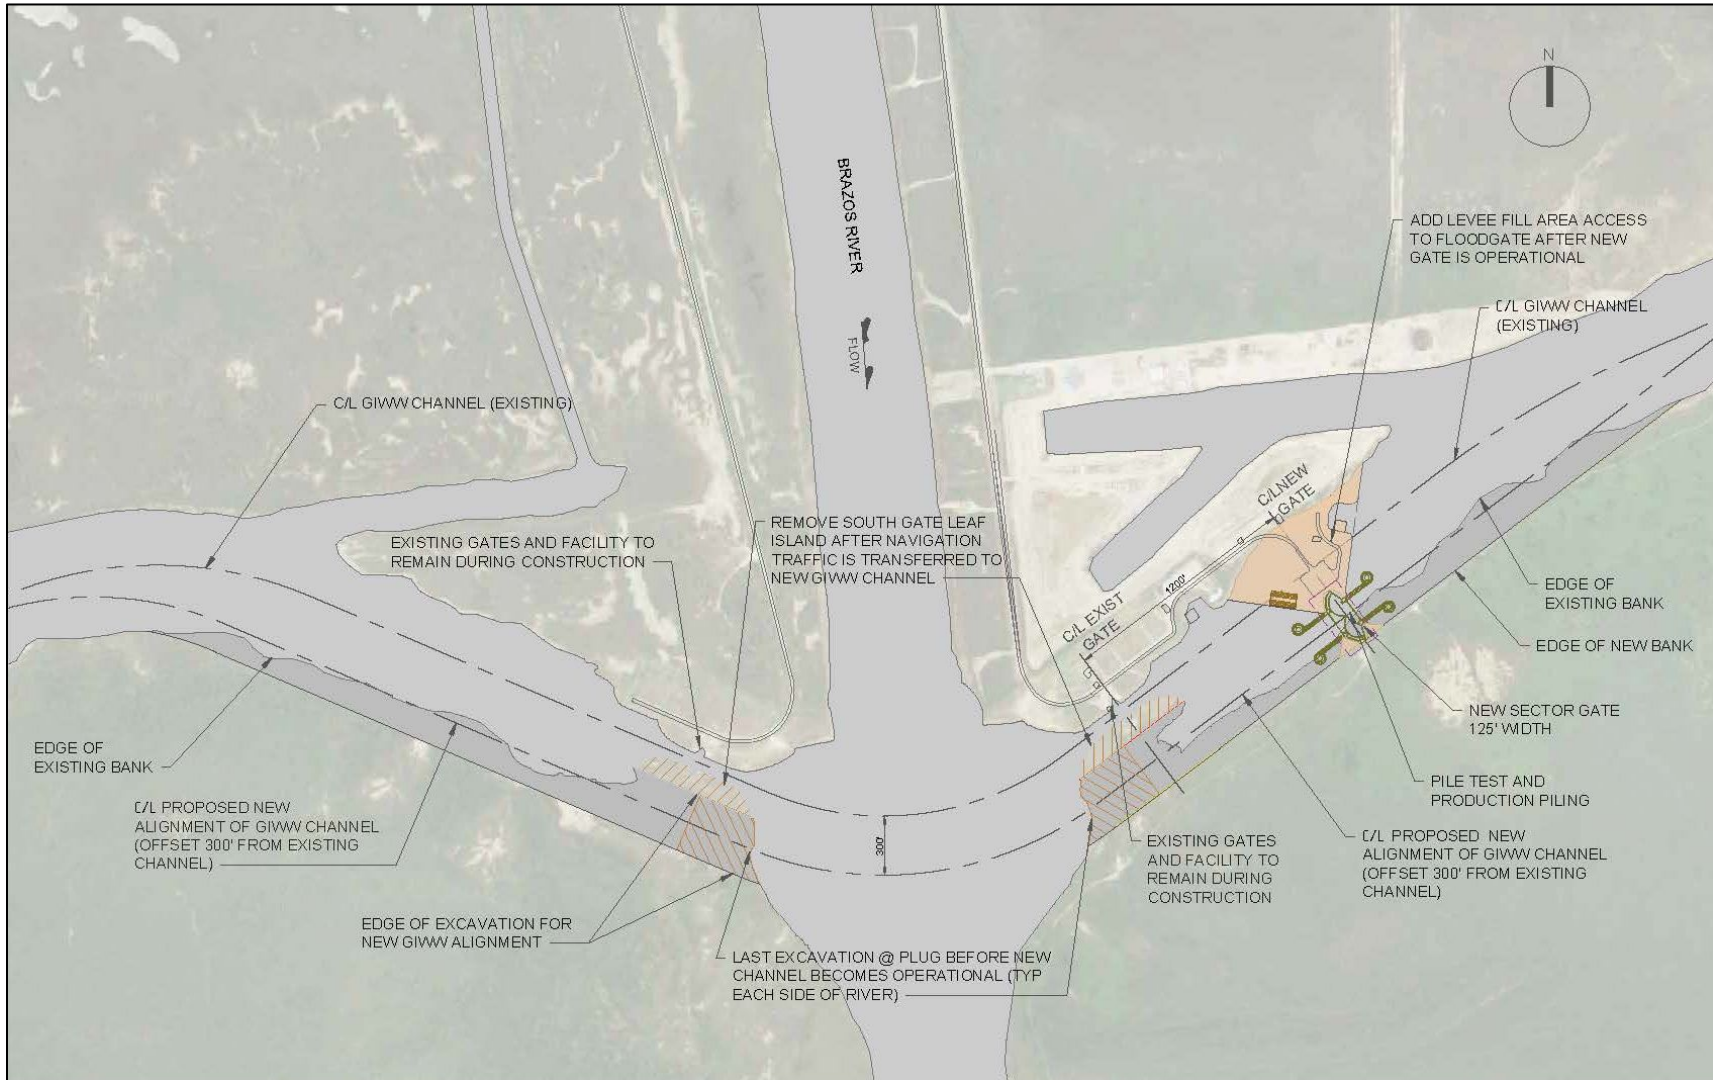 N
BRAZOS RIVER
FLOW
ADD LEVEE FILL AREA ACCESS
TO FLOODGATE AFTER NEW
GATE IS OPERATIONAL
C/L GIWW CHANNEL
(EXISTING)
C/L GIWW CHANNEL (EXISTING)
C/L NEW
GATE
1200'
C/L EXIST
GATE
REMOVE SOUTH GATE LEAF
ISLAND AFTER NAVIGATION
TRAFFIC IS TRANSFERRED TO
NEW GIWW CHANNEL
EXISTING GATES AND FACILITY TO
REMAIN DURING CONSTRUCTION
EDGE OF
EXISTING BANK
EDGE OF NEW BANK
NEW SECTOR GATE
125' WIDTH
PILE TEST AND
PRODUCTION PILING
EDGE OF
EXISTING BANK
C/L PROPOSED NEW
ALIGNMENT OF GIWW CHANNEL
(OFFSET 300' FROM EXISTING
CHANNEL)
300'
EXISTING GATES
AND FACILITY TO
REMAIN DURING
CONSTRUCTION
C/L PROPOSED NEW
ALIGNMENT OF GIWW CHANNEL
(OFFSET 300' FROM EXISTING
CHANNEL)
EDGE OF EXCAVATION FOR
NEW GIWW ALIGNMENT
LAST EXCAVATION @ PLUG BEFORE NEW
CHANNEL BECOMES OPERATIONAL (TYP
EACH SIDE OF RIVER)